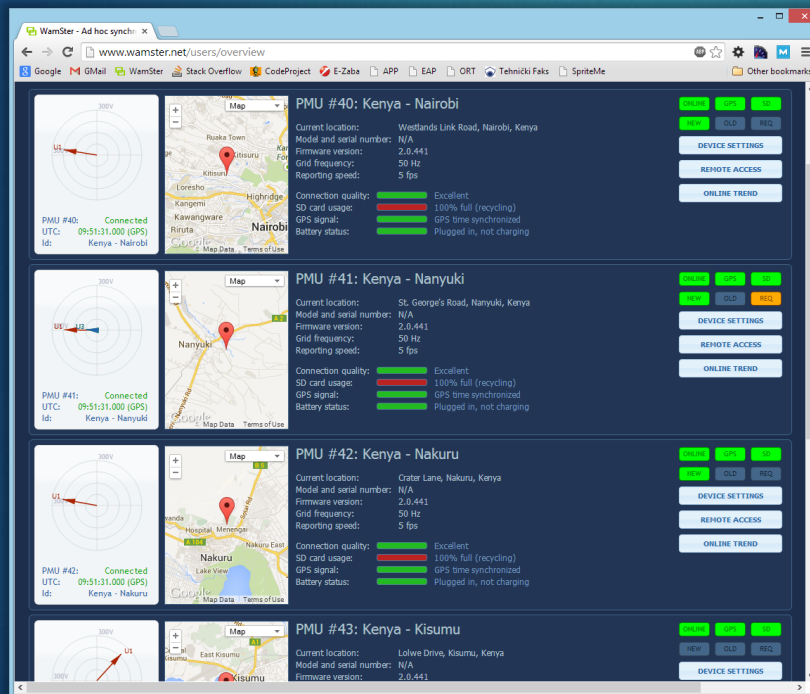 WamSter - Ad hoc synchr
www.wamster.net/users/overview
Google GMail WamSter Stack Overflow CodeProject E-Zaba APP EAP ORT Tehnički Faks SpriteMe Other bookmarks
300V
U1
PMU #40: Connected
UTC: 09:51:31.000 (GPS)
Id: Kenya - Nairobi
Map
Ruaka Town
Kitisuru
Kitisuru
Loresho
Highridge
Kangemi
Kawangware
Riruta
Nairobi
Google
Map Data Terms of Use
PMU #40: Kenya - Nairobi
Current location: Westlands Link Road, Nairobi, Kenya
Model and serial number: N/A
Firmware version: 2.0.441
Grid frequency: 50 Hz
Reporting speed: 5 fps
Connection quality: Excellent
SD card usage: 100% full (recycling)
GPS signal: GPS time synchronized
Battery status: Plugged in, not charging
ONLINE GPS SD
NEW OLD REQ
DEVICE SETTINGS
REMOTE ACCESS
ONLINE TREND
300V
U1 U3
PMU #41: Connected
UTC: 09:51:31.000 (GPS)
Id: Kenya - Nanyuki
Map
A 2
Nanyuki
Nanyuki Rd
Google
Map Data Terms of Use
PMU #41: Kenya - Nanyuki
Current location: St. George's Road, Nanyuki, Kenya
Model and serial number: N/A
Firmware version: 2.0.441
Grid frequency: 50 Hz
Reporting speed: 5 fps
Connection quality: Excellent
SD card usage: 100% full (recycling)
GPS signal: GPS time synchronized
Battery status: Plugged in, not charging
ONLINE GPS SD
NEW OLD REQ
DEVICE SETTINGS
REMOTE ACCESS
ONLINE TREND
300V
U1
PMU #42: Connected
UTC: 09:51:31.000 (GPS)
Id: Kenya - Nakuru
Map
B 5
Hospital Menengai
A 104
Nakuru East
Nakuru
Lake View
Google
Map Data Terms of Use
PMU #42: Kenya - Nakuru
Current location: Crater Lane, Nakuru, Kenya
Model and serial number: N/A
Firmware version: 2.0.441
Grid frequency: 50 Hz
Reporting speed: 5 fps
Connection quality: Excellent
SD card usage: 100% full (recycling)
GPS signal: GPS time synchronized
Battery status: Plugged in, not charging
ONLINE GPS SD
NEW OLD REQ
DEVICE SETTINGS
REMOTE ACCESS
ONLINE TREND
300V
U1
Map
A1
East Kisumu
Kisumu
PMU #43: Kenya - Kisumu
Current location: Lolwe Drive, Kisumu, Kenya
Model and serial number: N/A
Firmware version: 2.0.441
ONLINE GPS SD
NEW OLD REQ
DEVICE SETTINGS